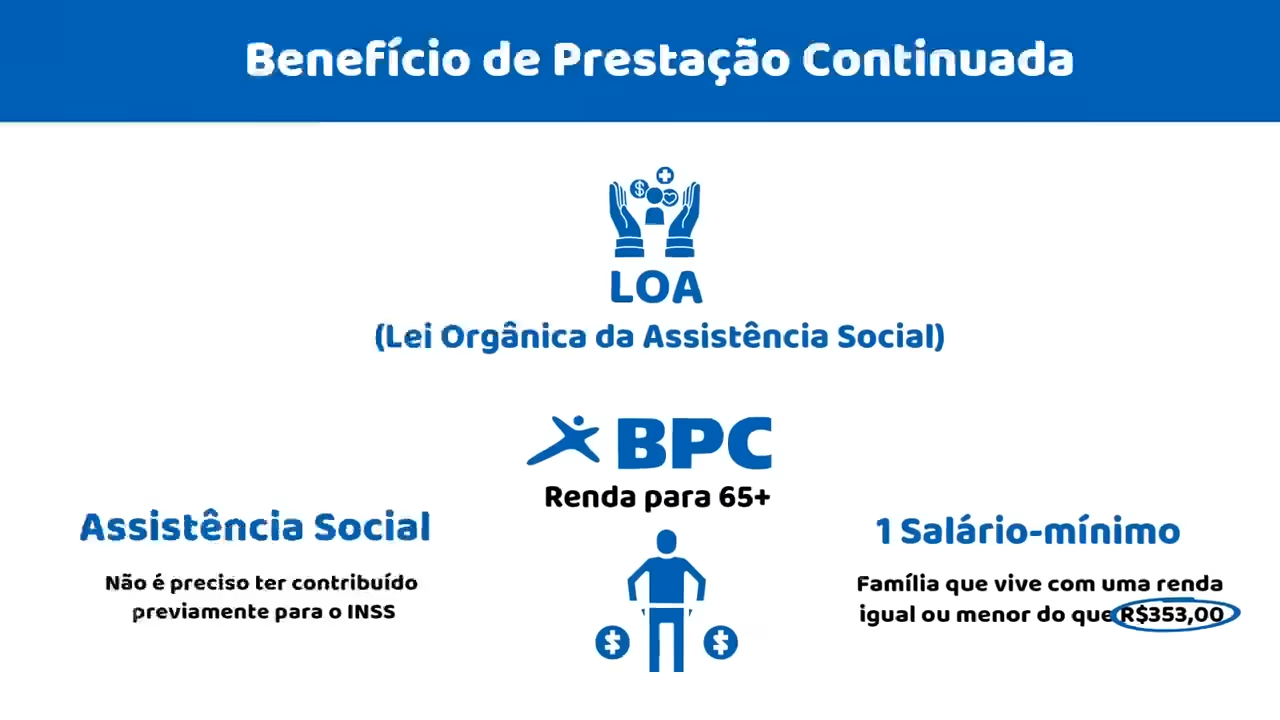 Benefício de Prestação Continuada
LOA
(Lei Orgânica da Assistência Social)
BPC
Renda para 65+
Assistência Social
Não é preciso ter contribuído
previamente para o INSS
1 Salário-mínimo
Família que vive com uma renda
igual ou menor do que R$353,00